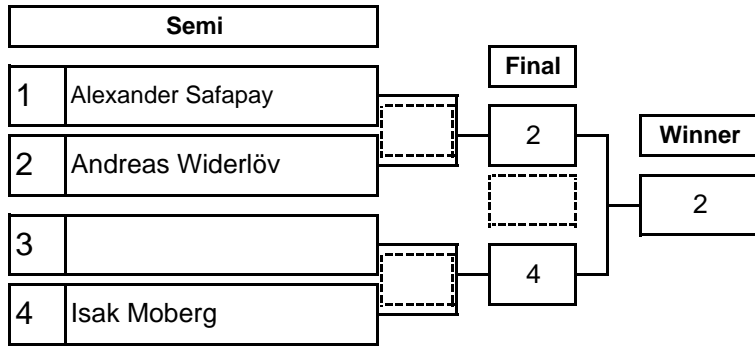 Semi
Final
1 Alexander Safapay
2
Winner
2 Andreas Widerlöv
2
3
4
4 Isak Moberg